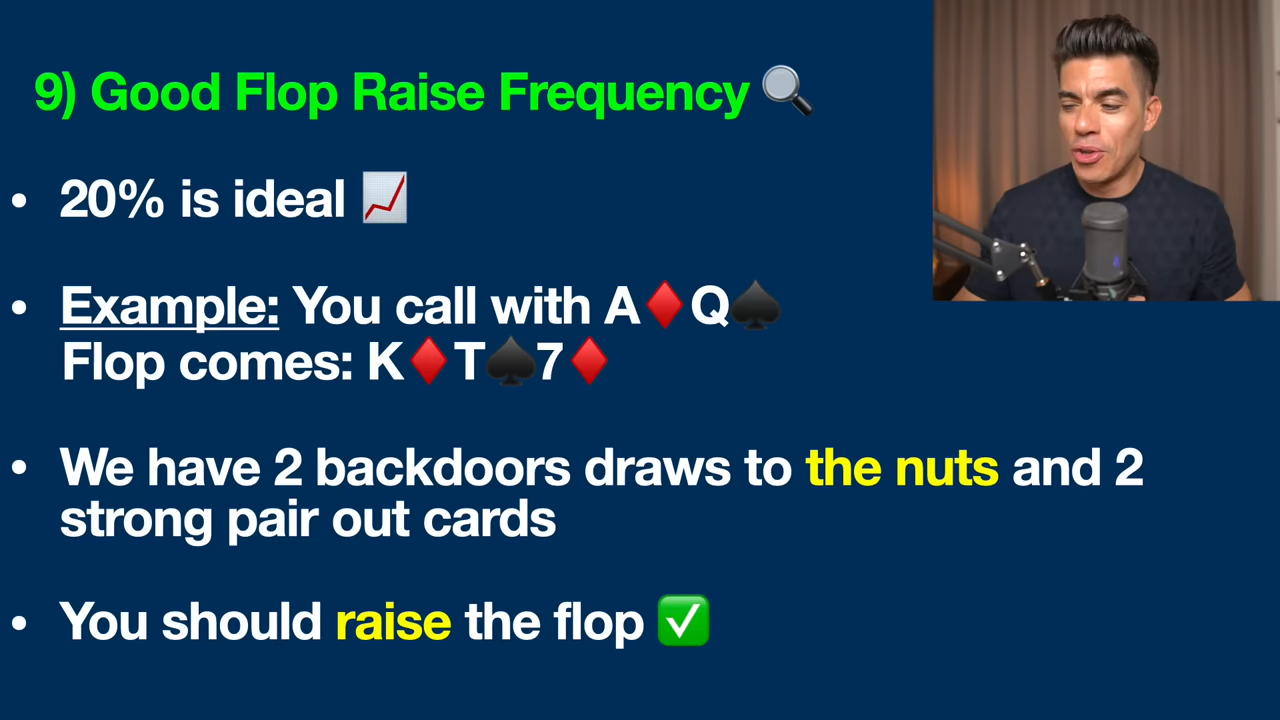 9) Good Flop Raise Frequency 🔍
• 20% is ideal 📈
• Example: You call with A♦️Q♠️
Flop comes: K♦️T♠️7♦️
• We have 2 backdoors draws to the nuts and 2
strong pair out cards
• You should raise the flop ✅